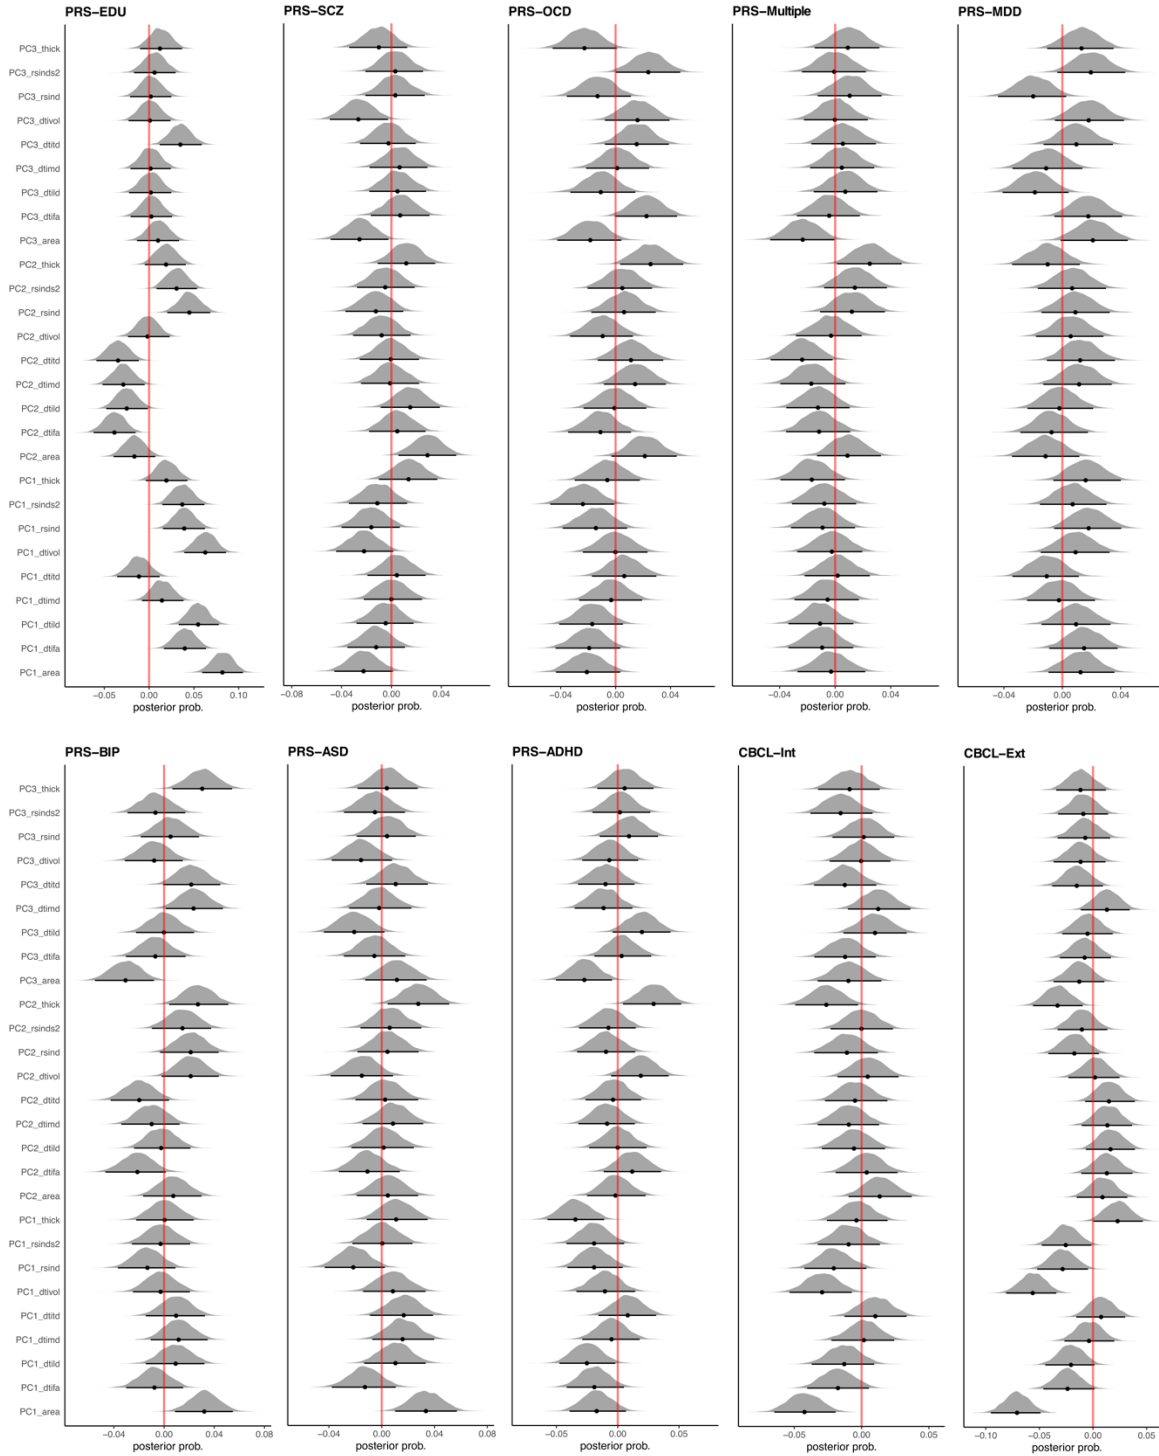 PRS−EDU PRS−SCZ PRS−OCD PRS−Multiple PRS−MDD
PC3_thick
PC3_rsinds2
PC3_rsind
PC3_dtivol
PC3_dtitd
PC3_dtimd
PC3_dtild
PC3_dtifa
PC3_area
PC2_thick
PC2_rsinds2
PC2_rsind
PC2_dtivol
PC2_dtitd
PC2_dtimd
PC2_dtild
PC2_dtifa
PC2_area
PC1_thick
PC1_rsinds2
PC1_rsind
PC1_dtivol
PC1_dtitd
PC1_dtimd
PC1_dtild
PC1_dtifa
PC1_area
−0.05 0.00 0.05 0.10 −0.08 −0.04 0.00 0.04 −0.04 0.00 0.04 −0.04 0.00 0.04 −0.04 0.00 0.04
posterior prob. posterior prob. posterior prob. posterior prob. posterior prob.
PRS−BIP PRS−ASD PRS−ADHD CBCL−Int CBCL−Ext
PC3_thick
PC3_rsinds2
PC3_rsind
PC3_dtivol
PC3_dtitd
PC3_dtimd
PC3_dtild
PC3_dtifa
PC3_area
PC2_thick
PC2_rsinds2
PC2_rsind
PC2_dtivol
PC2_dtitd
PC2_dtimd
PC2_dtild
PC2_dtifa
PC2_area
PC1_thick
PC1_rsinds2
PC1_rsind
PC1_dtivol
PC1_dtitd
PC1_dtimd
PC1_dtild
PC1_dtifa
PC1_area
−0.04 0.00 0.04 0.08 −0.04 0.00 0.04 0.08 −0.05 0.00 0.05 −0.05 0.00 0.05 −0.10 −0.05 0.00 0.05
posterior prob. posterior prob. posterior prob. posterior prob. posterior prob.